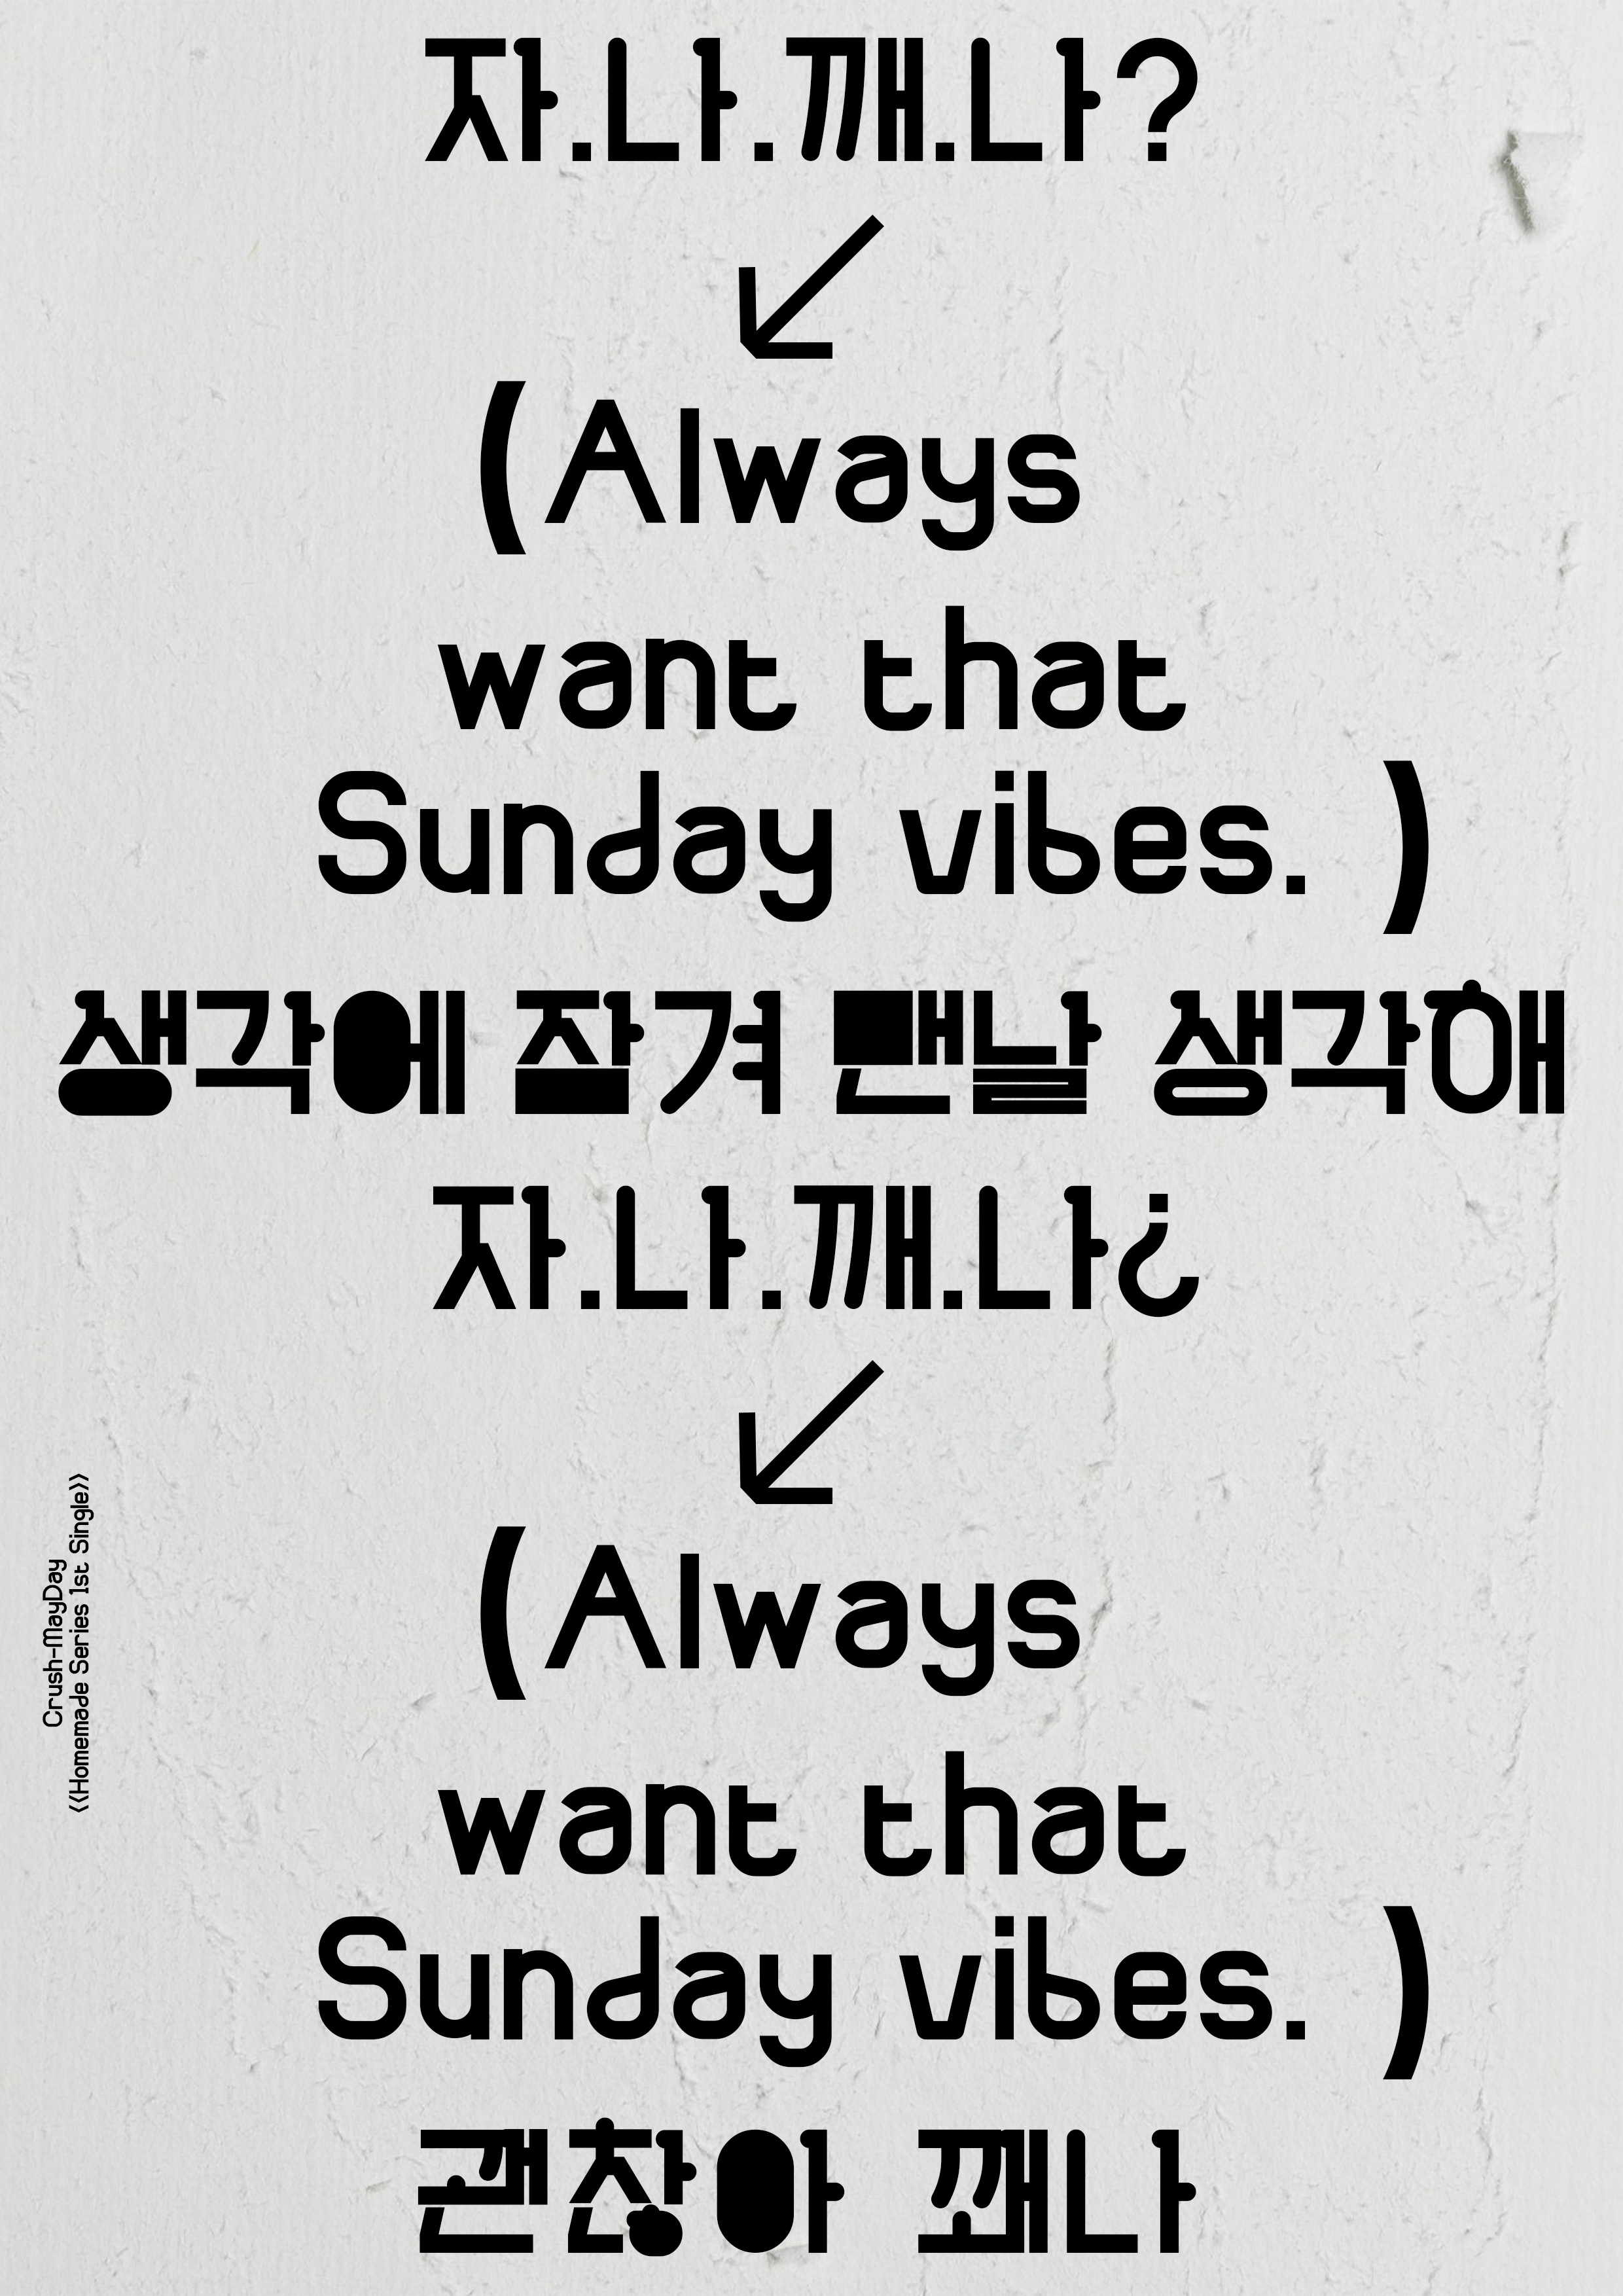 자.나.깨.나?
↙
(Always
want that
Sunday vibes. )
생각에 잠겨 맨날 생각해
자.나.깨.나¿
↙
(Always
want that
Sunday vibes. )
괜찮아 꽤나
Crush-MayDay
《Homemade Series 1st Single》